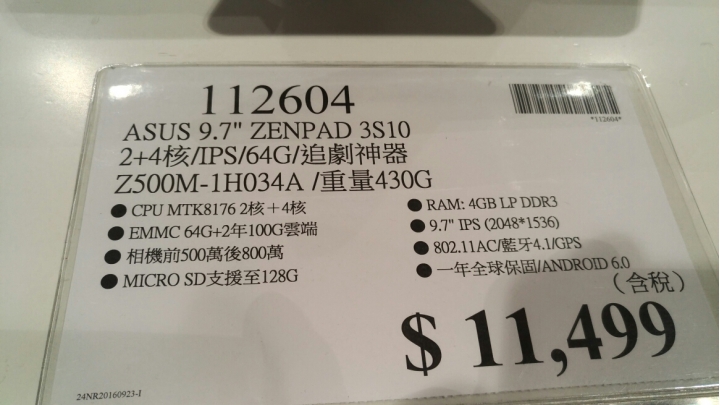 112604
*112604*
ASUS 9.7" ZENPAD 3S10
2+4核/IPS/64G/追劇神器
Z500M-1H034A /重量430G
● CPU MTK8176 2核＋4核
● EMMC 64G+2年100G雲端
● 相機前500萬後800萬
● MICRO SD支援至128G
● RAM: 4GB LP DDR3
● 9.7" IPS (2048*1536)
● 802.11AC/藍牙4.1/GPS
● 一年全球保固/ANDROID 6.0
（含稅）
$ 11,499
24NR20160923-I